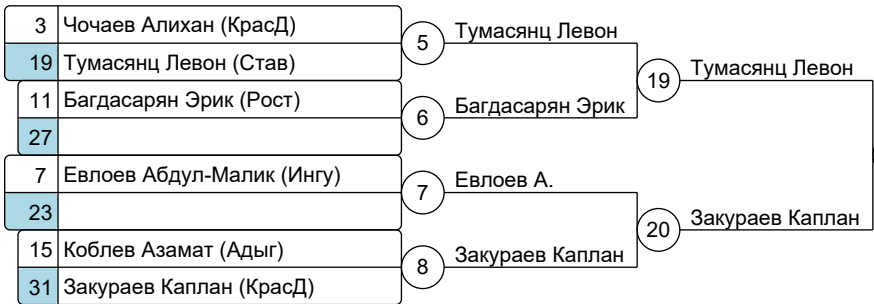 3 Чочаев Алихан (КрасД)
19 Тумасянц Левон (Став)
11 Багдасарян Эрик (Рост)
27
7 Евлоев Абдул-Малик (Ингу)
23
15 Коблев Азамат (Адыг)
31 Закураев Каплан (КрасД)
5 Тумасянц Левон
6 Багдасарян Эрик
7 Евлоев А.
8 Закураев Каплан
19 Тумасянц Левон
20 Закураев Каплан